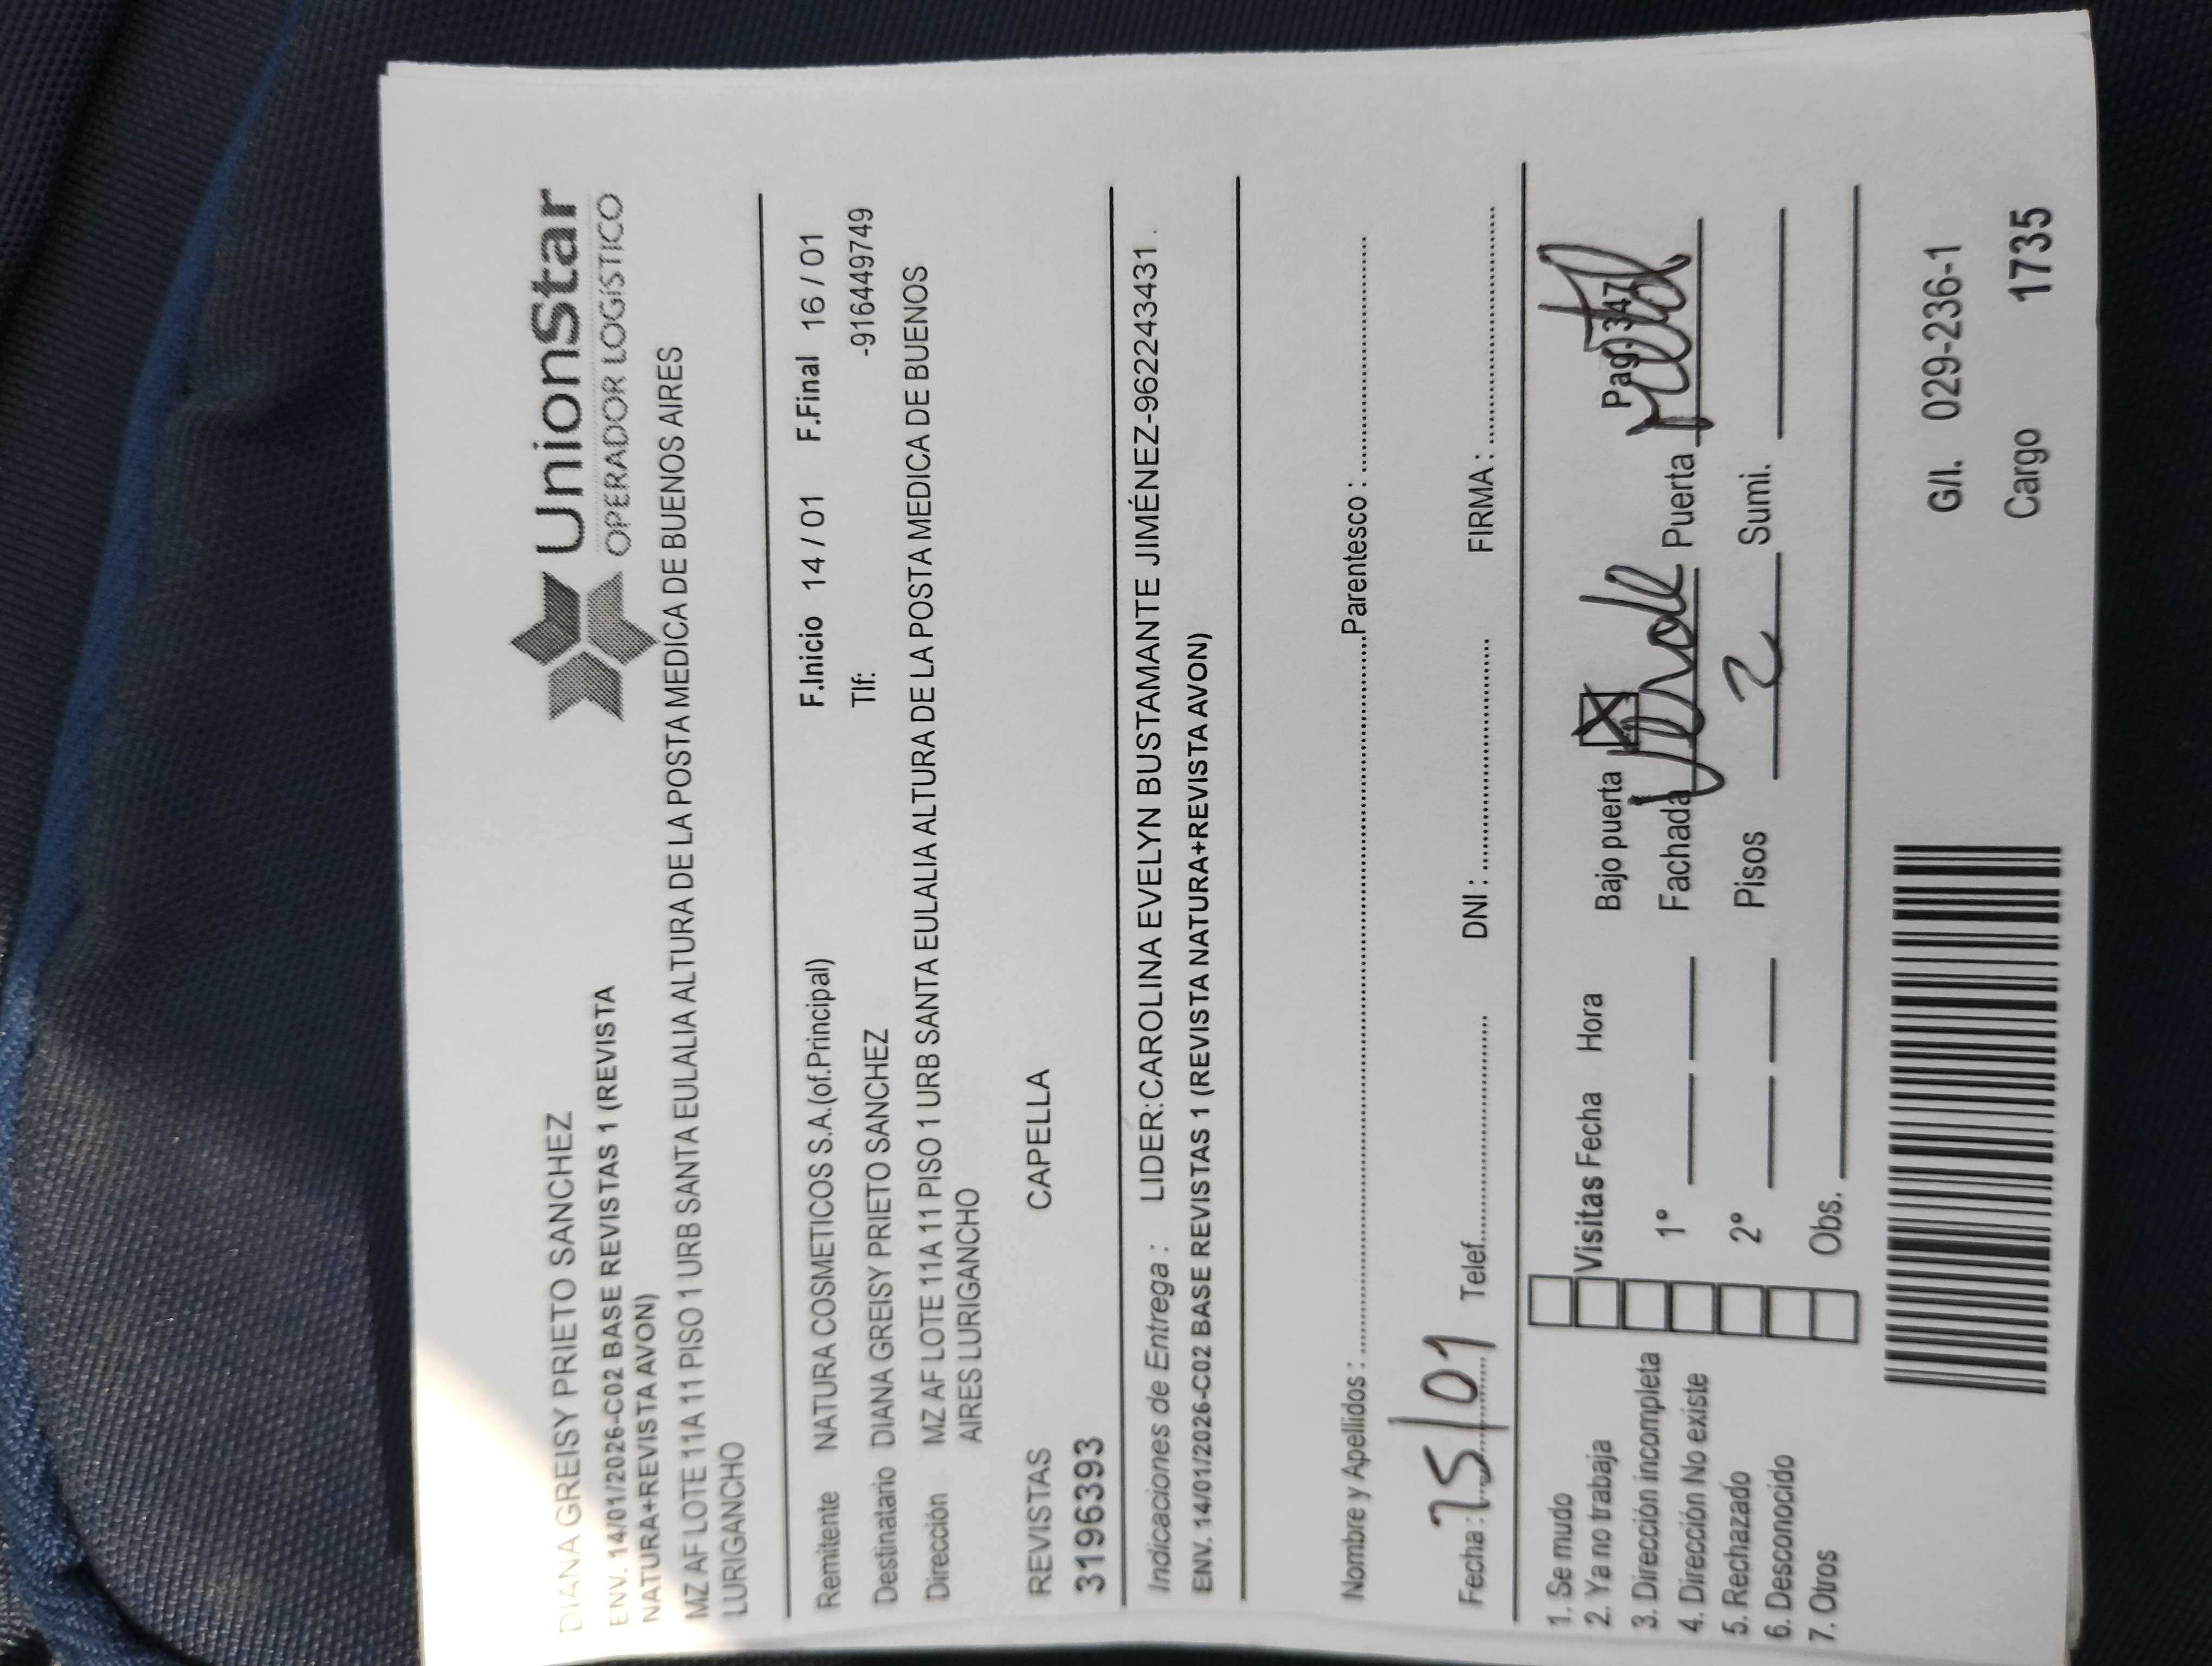 DIANA GREISY PRIETO SANCHEZ
UnionStar
OPERADOR LOGÍSTICO
ENV. 14/01/2026-C02 BASE REVISTAS 1 (REVISTA
NATURA+REVISTA AVON)
MZ AF LOTE 11A 11 PISO 1 URB SANTA EULALIA ALTURA DE LA POSTA MEDICA DE BUENOS AIRES
LURIGANCHO
Remitente NATURA COSMETICOS S.A.(of.Principal) F.Inicio 14 / 01 F.Final 16 / 01
Destinatario DIANA GREISY PRIETO SANCHEZ Tlf: -916449749
Dirección MZ AF LOTE 11A 11 PISO 1 URB SANTA EULALIA ALTURA DE LA POSTA MEDICA DE BUENOS
AIRES LURIGANCHO
REVISTAS CAPELLA
31963393
Indicaciones de Entrega : LIDER:CAROLINA EVELYN BUSTAMANTE JIMÉNEZ-962243431 .
ENV. 14/01/2026-C02 BASE REVISTAS 1 (REVISTA NATURA+REVISTA AVON)
Nombre y Apellidos : Parentesco :
Fecha : 15/01 Telef. DNI : FIRMA :
1. Se mudo
2. Ya no trabaja
3. Dirección incompleta
4. Dirección No existe
5. Rechazado
6. Desconocido
7. Otros
Visitas Fecha Hora Bajo puerta X Pag. 347
1º Fachada Verde Puerta Metal
2º Pisos 2 Sumi.
Obs.
G/I. 029-236-1
Cargo 1735